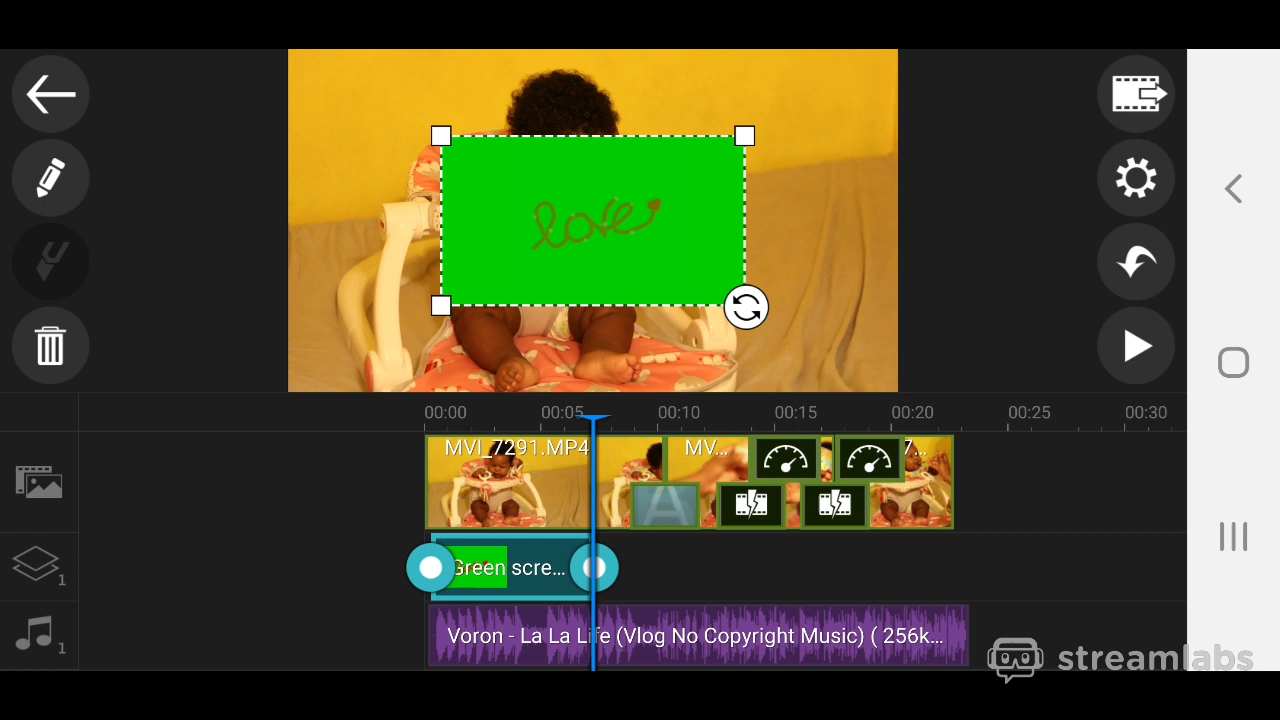 love
00:00
00:05
00:10
00:15
00:20
00:25
00:30
MVI_7291.MP4
MV...
7...
A
1
Green scre...
1
Voron - La La Life (Vlog No Copyright Music) ( 256k...
streamlabs